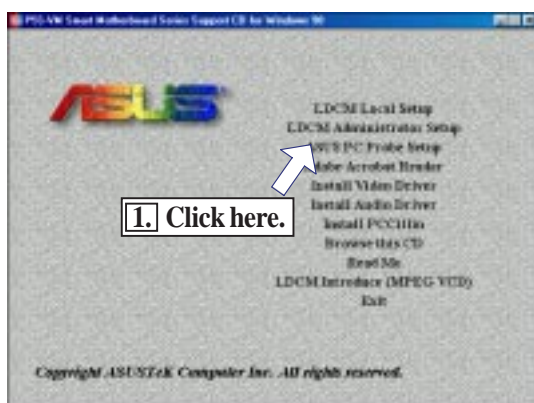 P5S-VM Smart Motherboard Series Support CD for Windows 98
ASUS
LDCM Local Setup
LDCM Administrator Setup
ASUS PC Probe Setup
Adobe Acrobat Reader
Install Video Driver
Install Audio Driver
1. Click here.
Install PCCillin
Browse this CD
Read Me
LDCM Introduce (MPEG VCD)
Exit
Copyright ASUSTeK Computer Inc. All rights reserved.